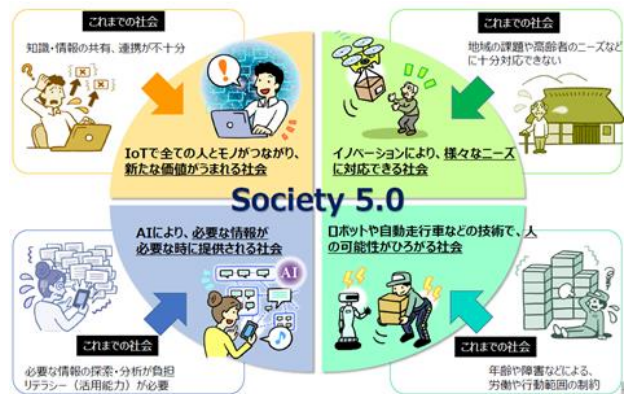 これまでの社会
知識・情報の共有、連携が不十分
IoTで全ての人とモノがつながり、
新たな価値がうまれる社会
これまでの社会
地域の課題や高齢者のニーズなど
に十分対応できない
イノベーションにより、様々なニーズ
に対応できる社会
Society 5.0
AIにより、必要な情報が
必要な時に提供される社会
AI
これまでの社会
必要な情報の探索・分析が負担
リテラシー（活用能力）が必要
ロボットや自動走行車などの技術で、人
の可能性がひろがる社会
これまでの社会
年齢や障害などによる、
労働や行動範囲の制約